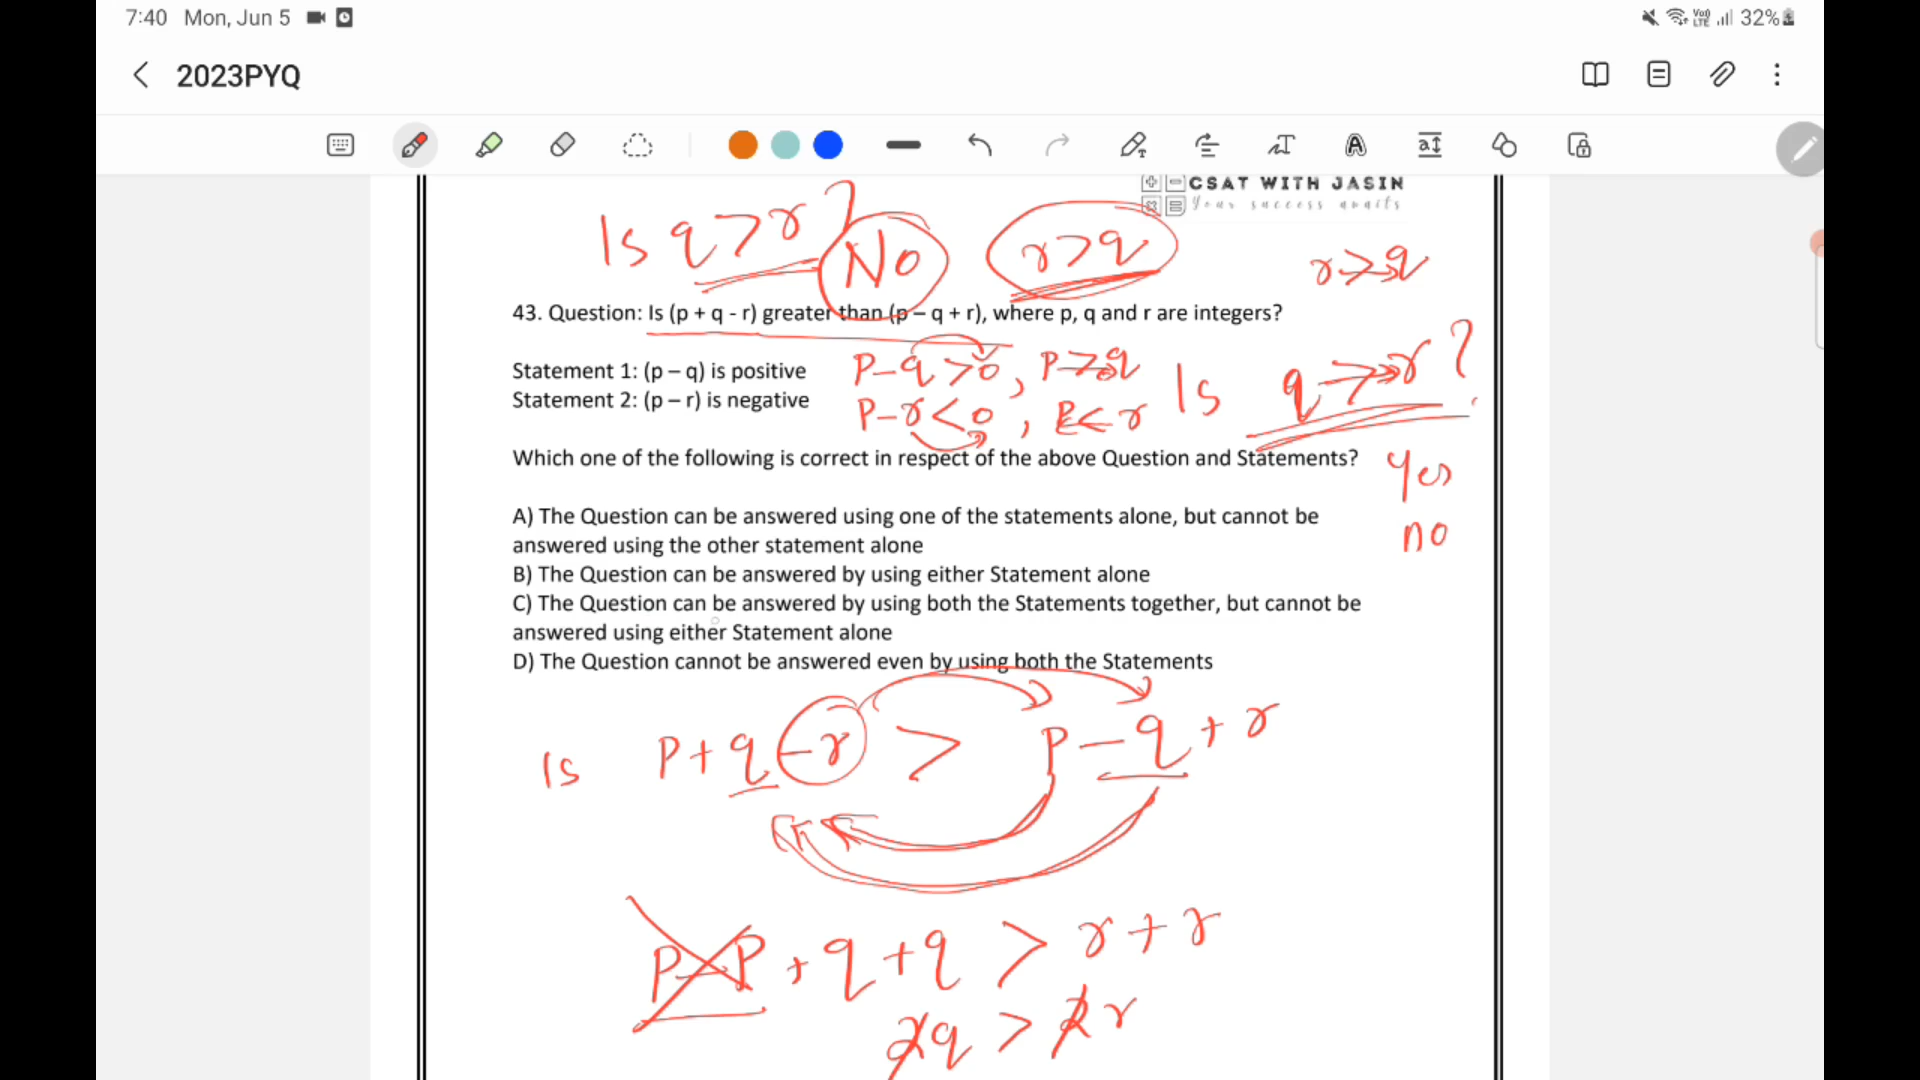 7:40 Mon, Jun 5
Vo) LTE 32%
2023PYQ
CSAT WITH JASIN
Your success awaits
Is q > r ? No r > q r > q
43. Question: Is (p + q - r) greater than (p – q + r), where p, q and r are integers?
Statement 1: (p – q) is positive P - q > 0 , P > q
Is q > r ?
Statement 2: (p – r) is negative P - r < 0 , P < r
Which one of the following is correct in respect of the above Question and Statements? Yes
no
A) The Question can be answered using one of the statements alone, but cannot be
answered using the other statement alone
B) The Question can be answered by using either Statement alone
C) The Question can be answered by using both the Statements together, but cannot be
answered using either Statement alone
D) The Question cannot be answered even by using both the Statements
Is P + q - r > P - q + r
P - P + q + q > r + r
2q > 2r